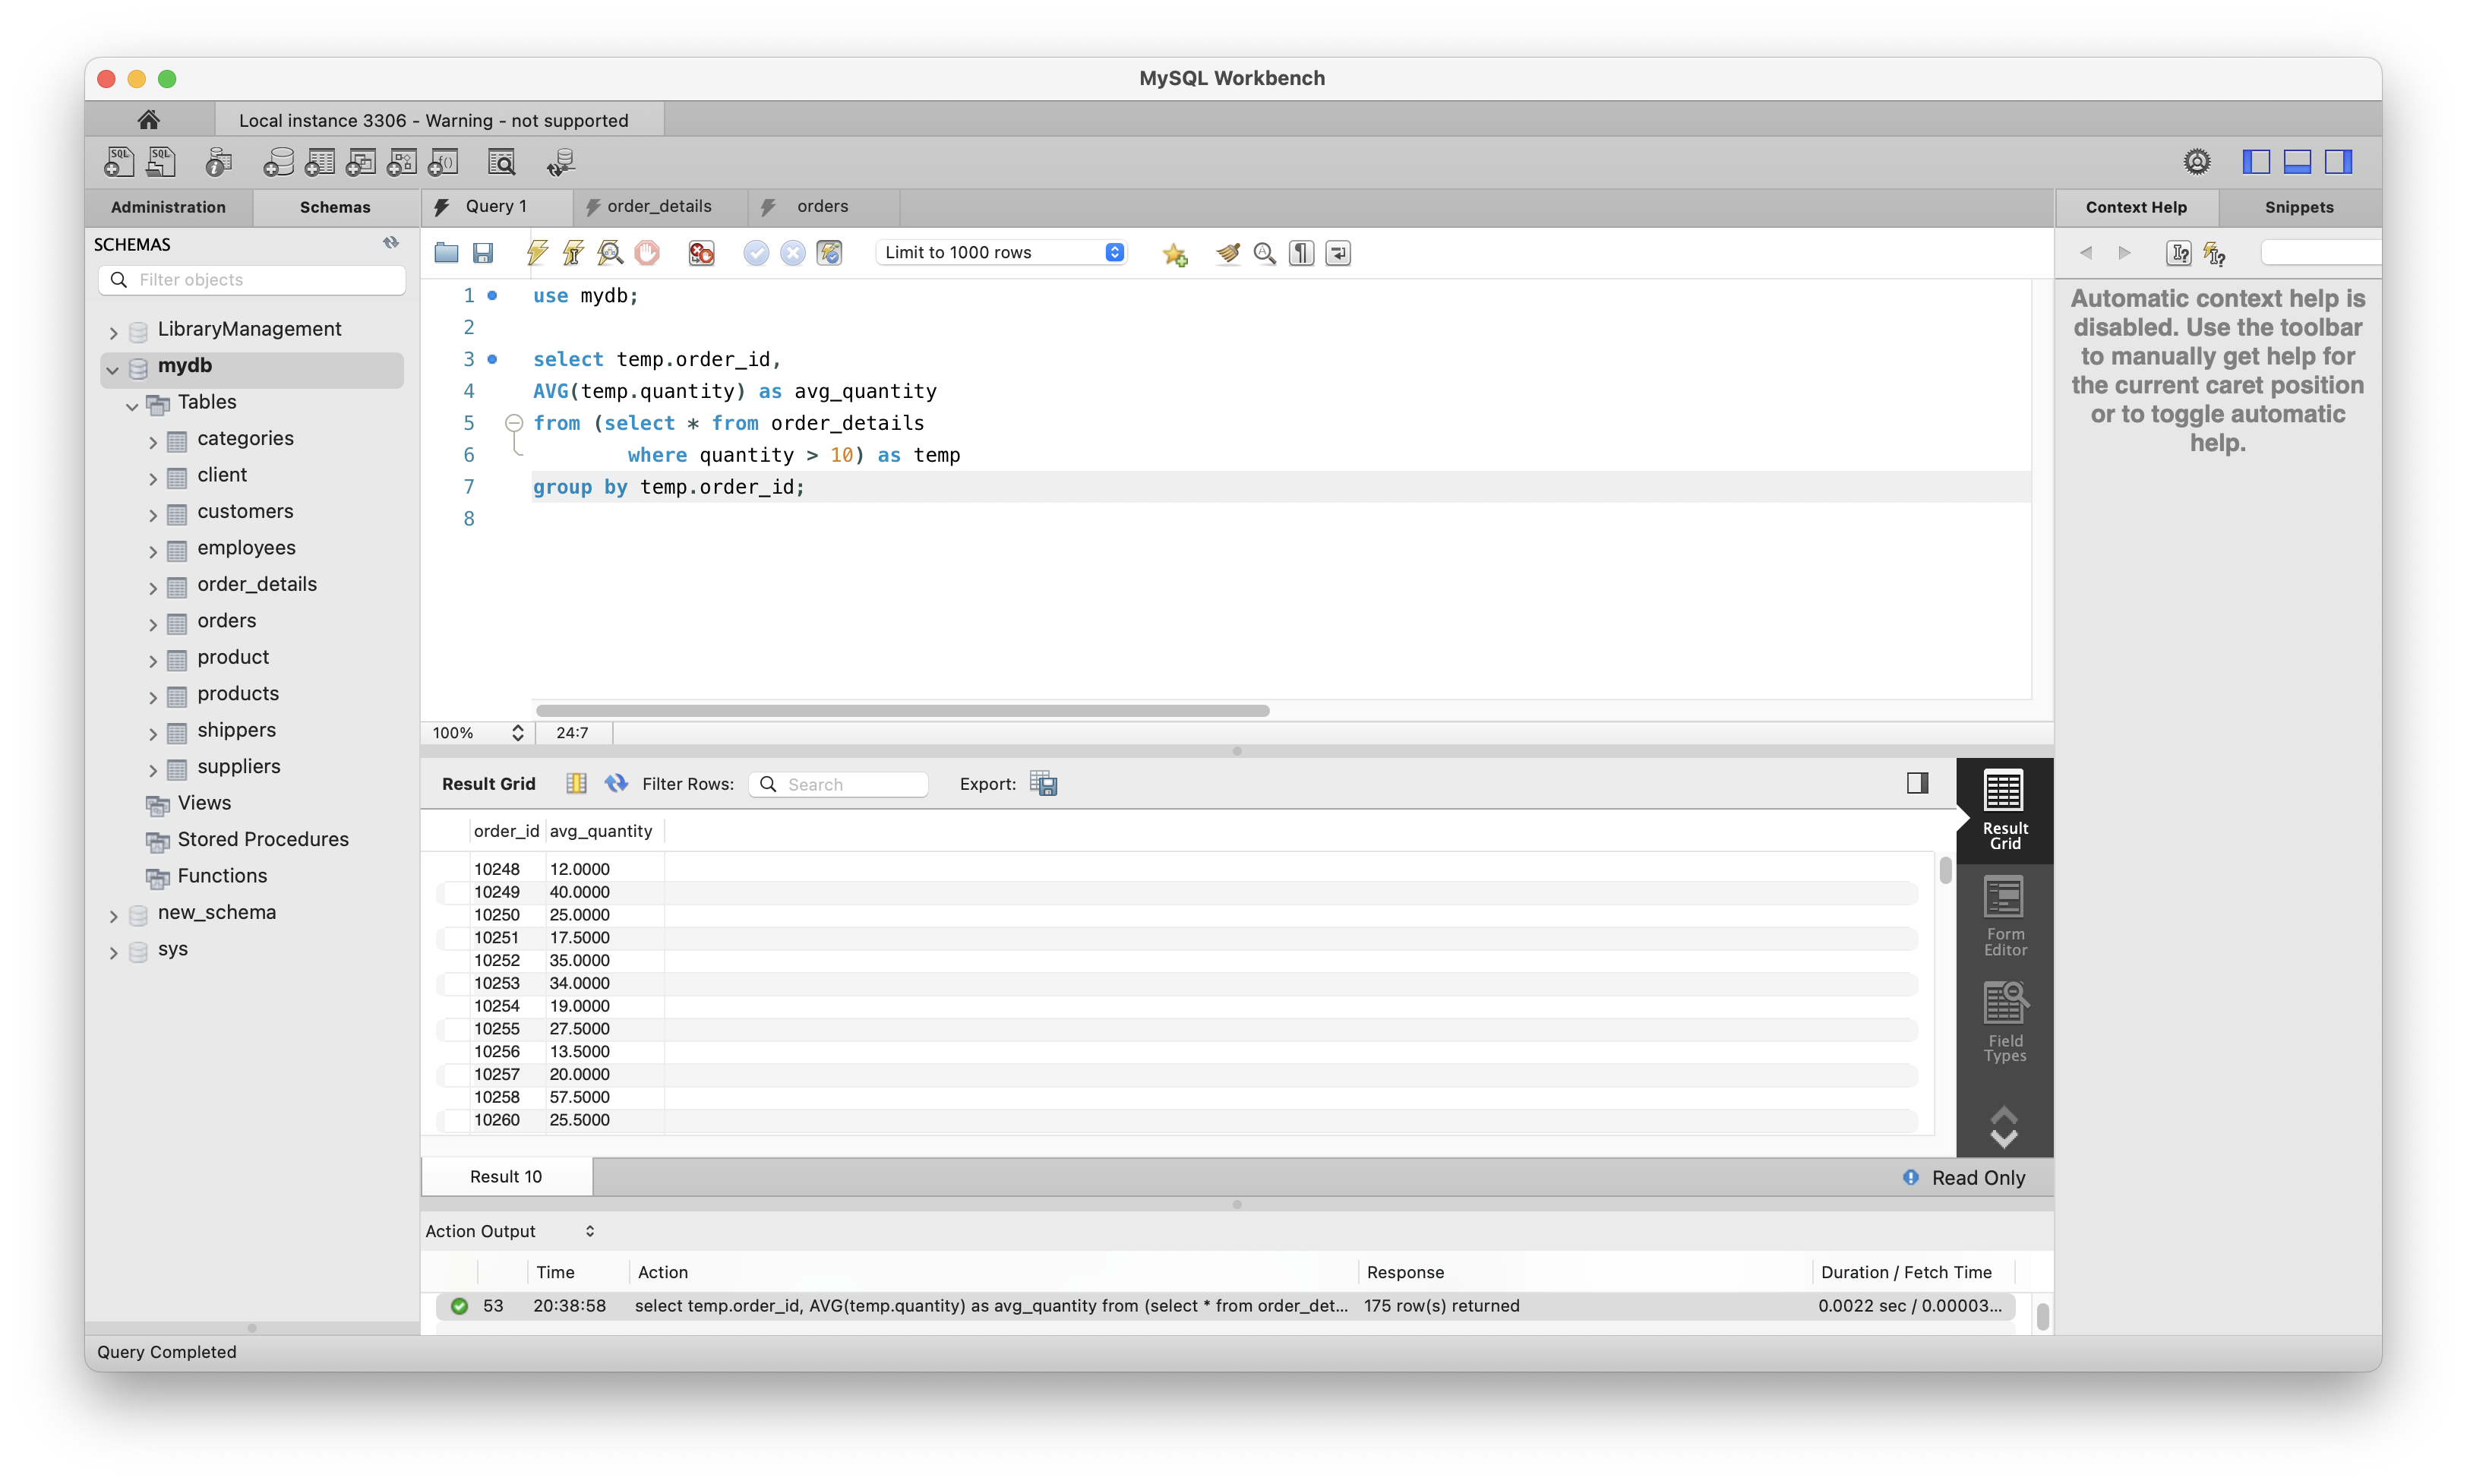 MySQL Workbench
Local instance 3306 - Warning - not supported
Administration
Schemas
Query 1
order_details
orders
Context Help
Snippets
SCHEMAS
Filter objects
LibraryManagement
mydb
Tables
categories
client
customers
employees
order_details
orders
product
products
shippers
suppliers
Views
Stored Procedures
Functions
new_schema
sys
Limit to 1000 rows
1 use mydb;
2
3 select temp.order_id,
4 AVG(temp.quantity) as avg_quantity
5 from (select * from order_details
6 where quantity > 10) as temp
7 group by temp.order_id;
8
100% 24:7
Automatic context help is
disabled. Use the toolbar
to manually get help for
the current caret position
or to toggle automatic
help.
Result Grid Filter Rows: Search Export:
order_id avg_quantity
10248 12.0000
10249 40.0000
10250 25.0000
10251 17.5000
10252 35.0000
10253 34.0000
10254 19.0000
10255 27.5000
10256 13.5000
10257 20.0000
10258 57.5000
10260 25.5000
Result
Grid
Form
Editor
Field
Types
Result 10
Read Only
Action Output
Time Action Response Duration / Fetch Time
53 20:38:58 select temp.order_id, AVG(temp.quantity) as avg_quantity from (select * from order_det... 175 row(s) returned 0.0022 sec / 0.00003...
Query Completed